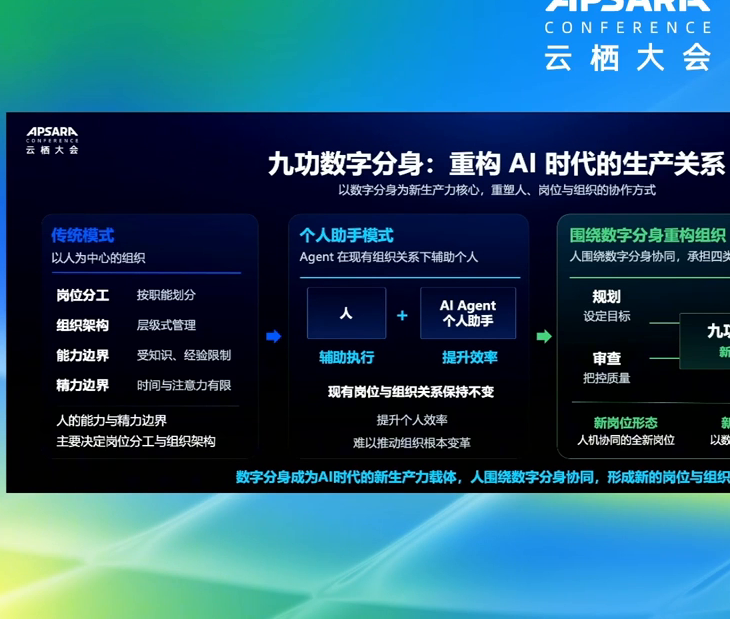 APSARA
CONFERENCE
云栖大会
APSARA
CONFERENCE
云栖大会
九功数字分身：重构 AI 时代的生产关系
以数字分身为新生产力核心，重塑人、岗位与组织的协作方式
传统模式
以人为中心的组织
岗位分工 按职能划分
组织架构 层级式管理
能力边界 受知识、经验限制
精力边界 时间与注意力有限
人的能力与精力边界
主要决定岗位分工与组织架构
个人助手模式
Agent 在现有组织关系下辅助个人
人 + AI Agent
个人助手
辅助执行 提升效率
现有岗位与组织关系保持不变
提升个人效率
难以推动组织根本变革
围绕数字分身重构组织
人围绕数字分身协同，承担四
规划
设定目标
九
新
审查
把控质量
新岗位形态
人机协同的全新岗位
以数
数字分身成为AI时代的新生产力载体，人围绕数字分身协同，形成新的岗位与组织